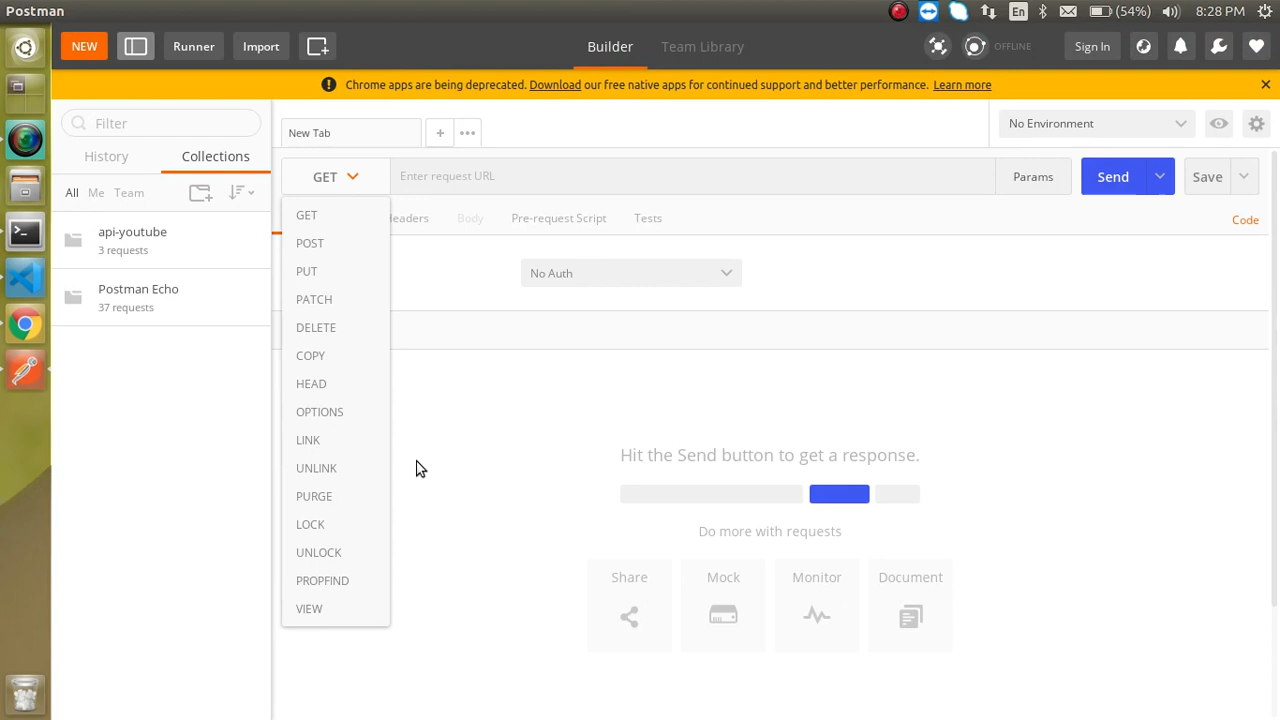 Postman
En
(54%)
8:28 PM
NEW
Runner
Import
Builder
Team Library
OFFLINE
Sign In
Chrome apps are being deprecated. Download our free native apps for continued support and better performance. Learn more
Filter
History
Collections
All
Me
Team
api-youtube
3 requests
Postman Echo
37 requests
New Tab
No Environment
GET
Enter request URL
Params
Send
Save
Headers
Body
Pre-request Script
Tests
Code
No Auth
GET
POST
PUT
PATCH
DELETE
COPY
HEAD
OPTIONS
LINK
UNLINK
PURGE
LOCK
UNLOCK
PROPFIND
VIEW
Hit the Send button to get a response.
Do more with requests
Share
Mock
Monitor
Document